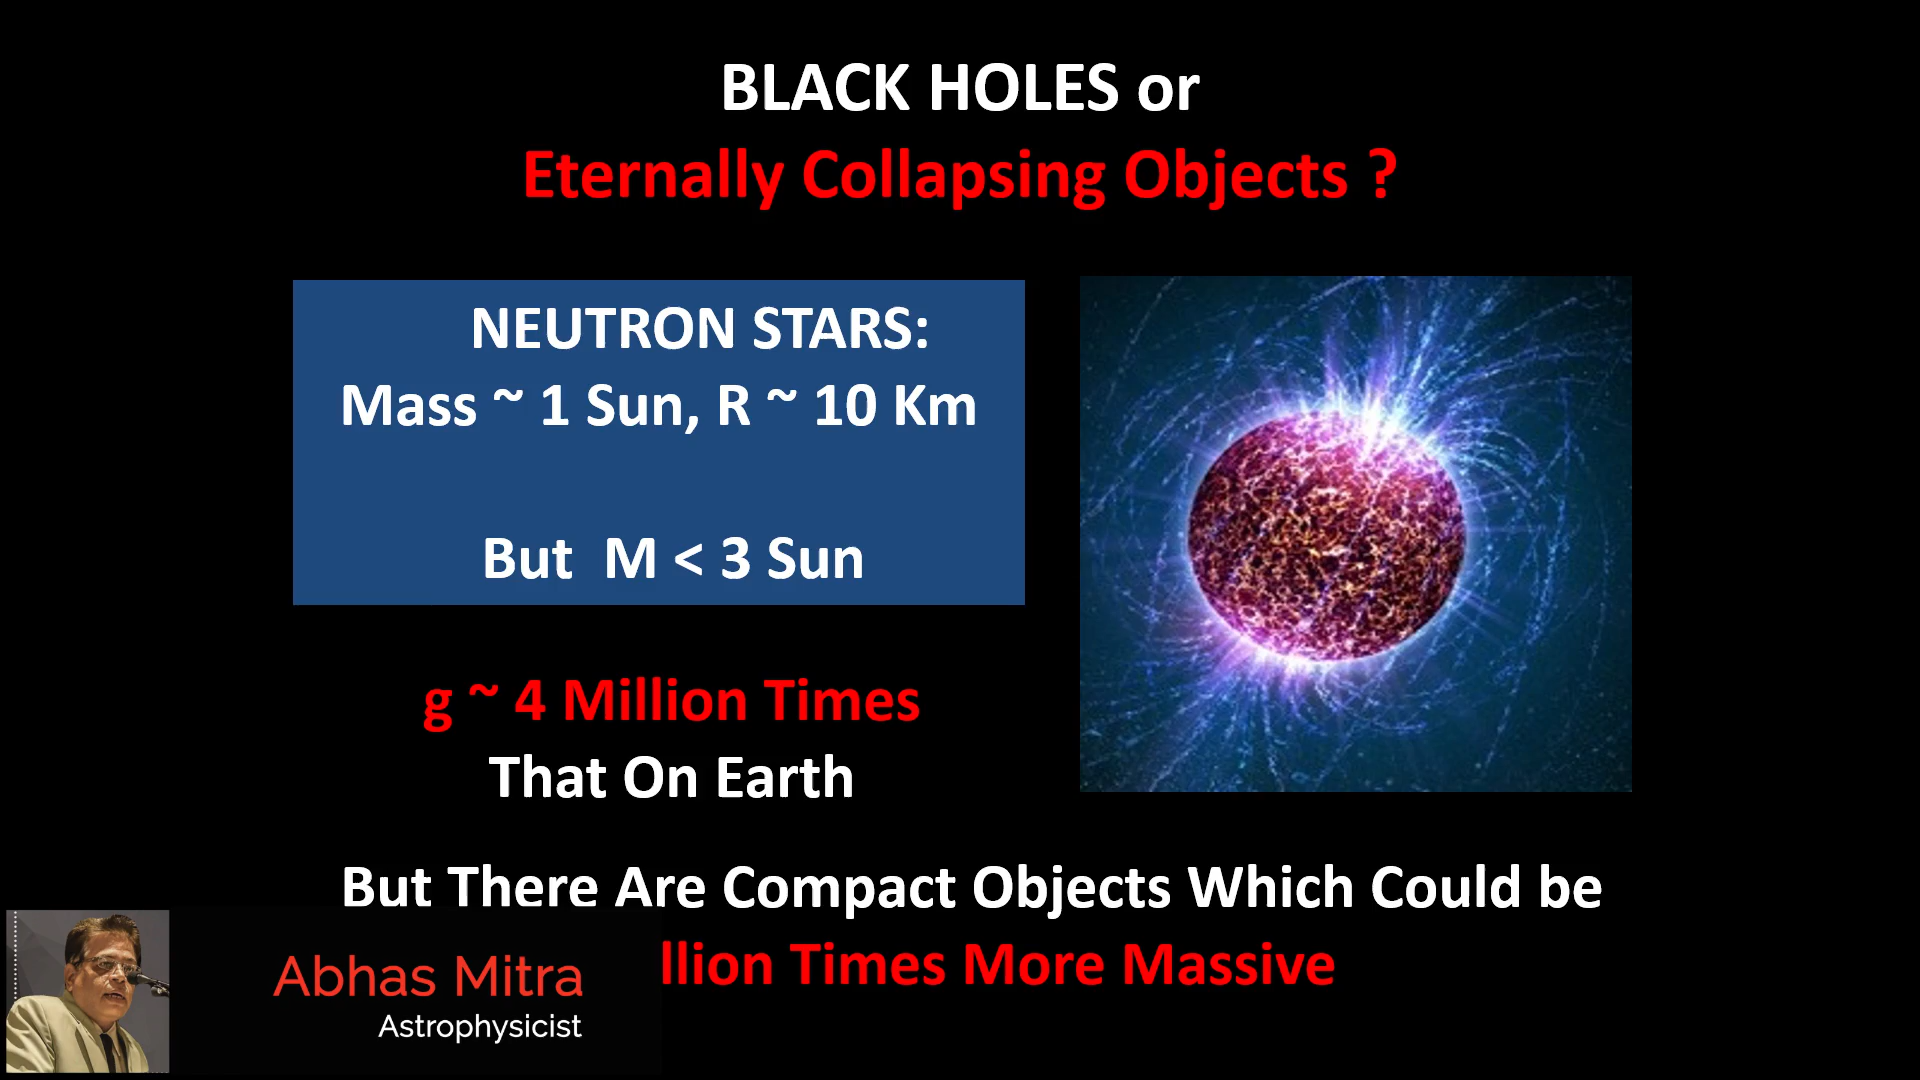 BLACK HOLES or
Eternally Collapsing Objects ?
NEUTRON STARS:
Mass ~ 1 Sun, R ~ 10 Km
But M < 3 Sun
g ~ 4 Million Times
That On Earth
But There Are Compact Objects Which Could be
Times More Massive
Abhas Mitra
Astrophysicist